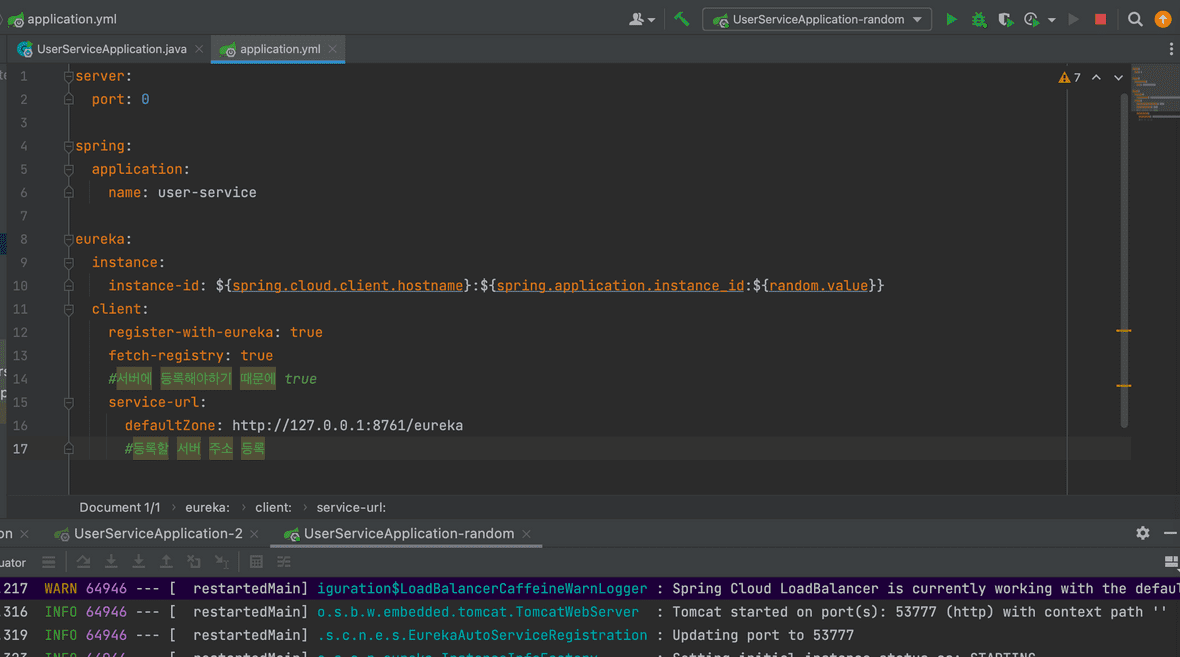 application.yml
UserServiceApplication-random
UserServiceApplication.java
application.yml
7
1 server:
2 port: 0
3
4 spring:
5 application:
6 name: user-service
7
8 eureka:
9 instance:
10 instance-id: ${spring.cloud.client.hostname}:${spring.application.instance_id:${random.value}}
11 client:
12 register-with-eureka: true
13 fetch-registry: true
14 #서버에 등록해야하기 때문에 true
15 service-url:
16 defaultZone: http://127.0.0.1:8761/eureka
17 #등록할 서버 주소 등록
Document 1/1 › eureka: › client: › service-url:
on UserServiceApplication-2 UserServiceApplication-random
uator
.217 WARN 64946 --- [ restartedMain] iguration$LoadBalancerCaffeineWarnLogger : Spring Cloud LoadBalancer is currently working with the defau
.316 INFO 64946 --- [ restartedMain] o.s.b.w.embedded.tomcat.TomcatWebServer : Tomcat started on port(s): 53777 (http) with context path ''
.319 INFO 64946 --- [ restartedMain] .s.c.n.e.s.EurekaAutoServiceRegistration : Updating port to 53777